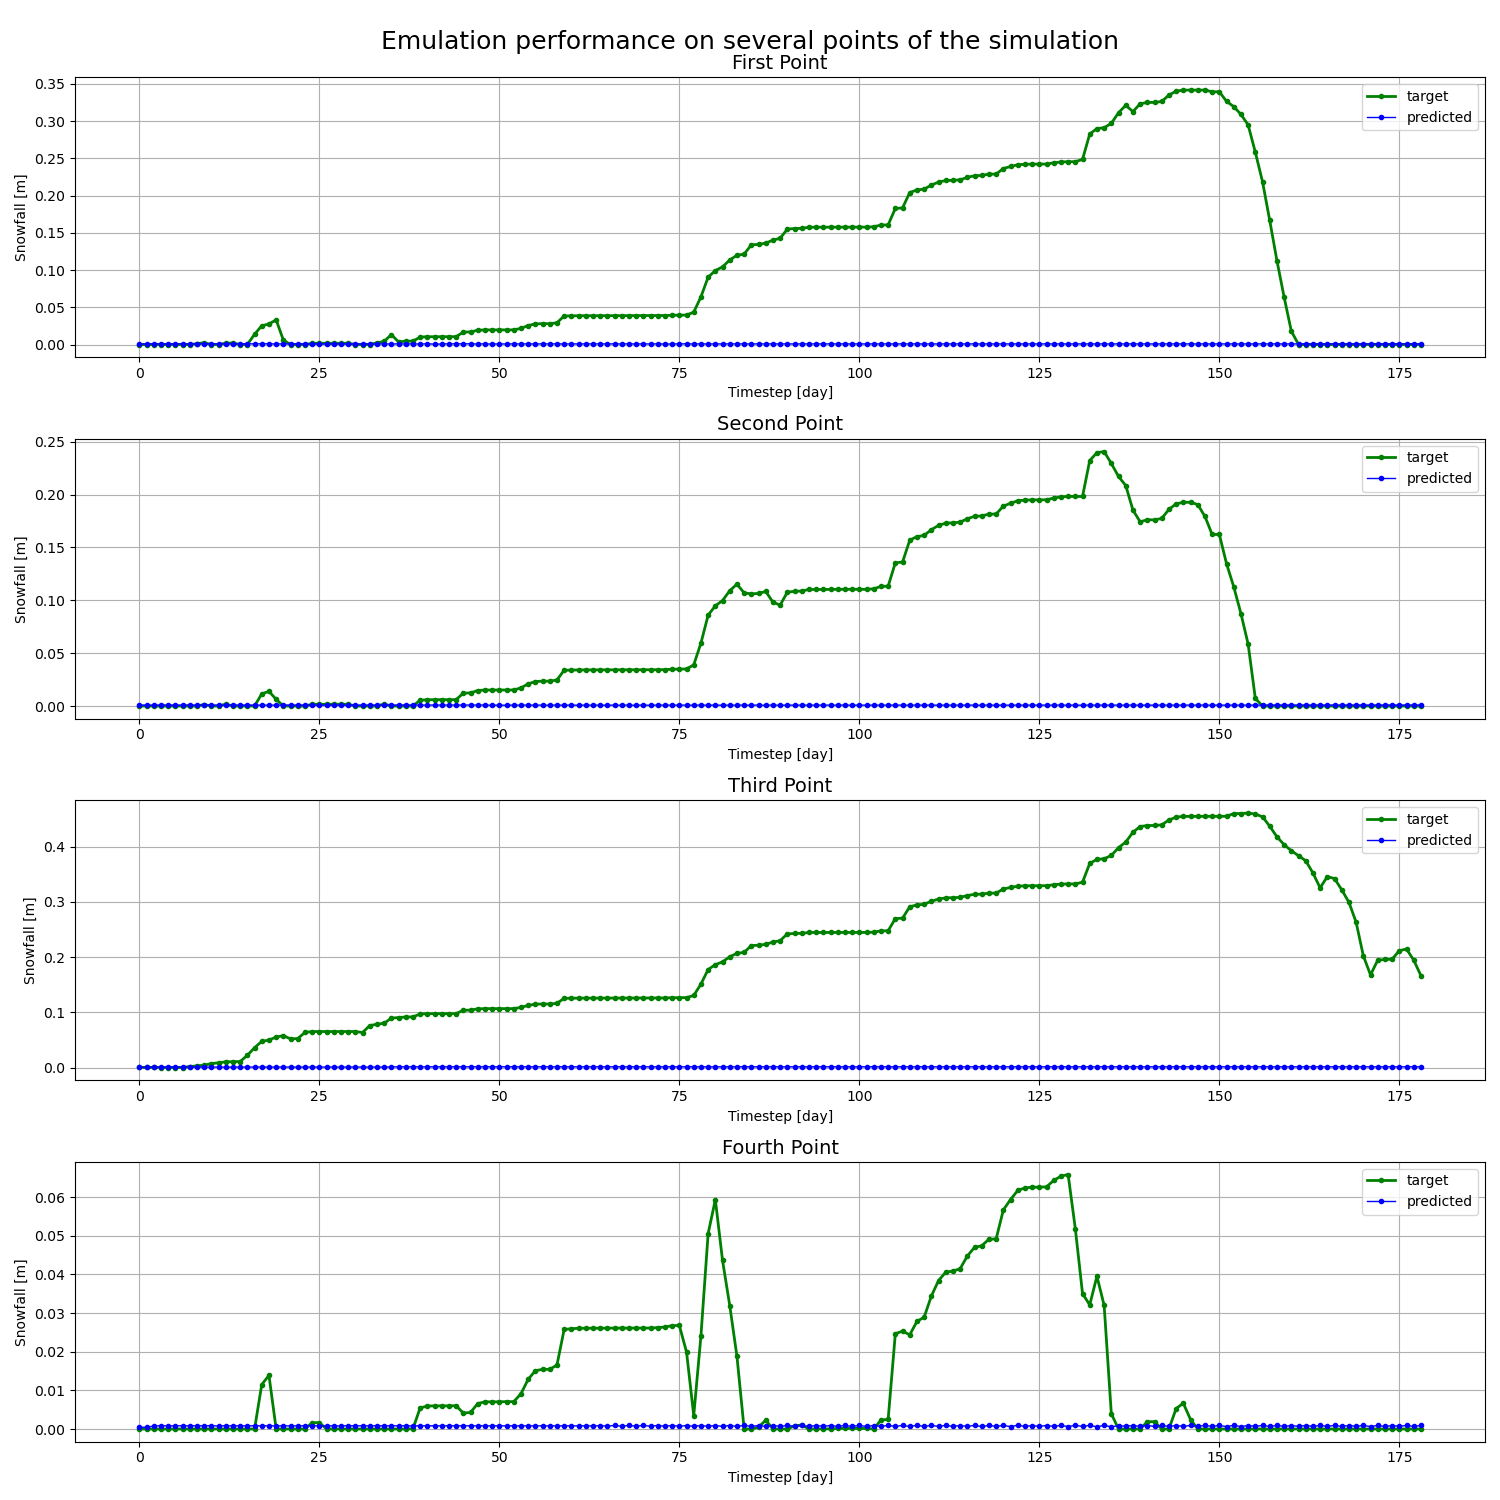 Emulation performance on several points of the simulation
First Point
0.35
0.30
0.25
0.20
0.15
0.10
0.05
0.00
Snowfall [m]
target
predicted
0 25 50 75 100 125 150 175
Timestep [day]
Second Point
0.25
0.20
0.15
0.10
0.05
0.00
Snowfall [m]
target
predicted
0 25 50 75 100 125 150 175
Timestep [day]
Third Point
0.4
0.3
0.2
0.1
0.0
Snowfall [m]
target
predicted
0 25 50 75 100 125 150 175
Timestep [day]
Fourth Point
0.06
0.05
0.04
0.03
0.02
0.01
0.00
Snowfall [m]
target
predicted
0 25 50 75 100 125 150 175
Timestep [day]